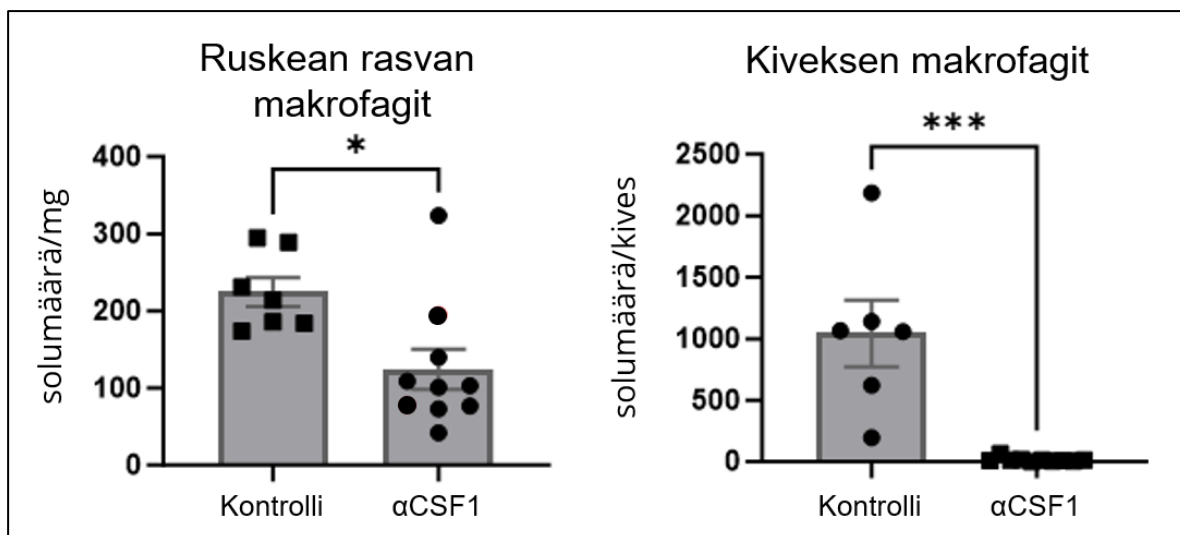 Ruskean rasvan
makrofagit
*
400
300
200
100
0
solumäärä/mg
Kontrolli
αCSF1
Kiveksen makrofagit
***
2500
2000
1500
1000
500
0
solumäärä/kives
Kontrolli
αCSF1